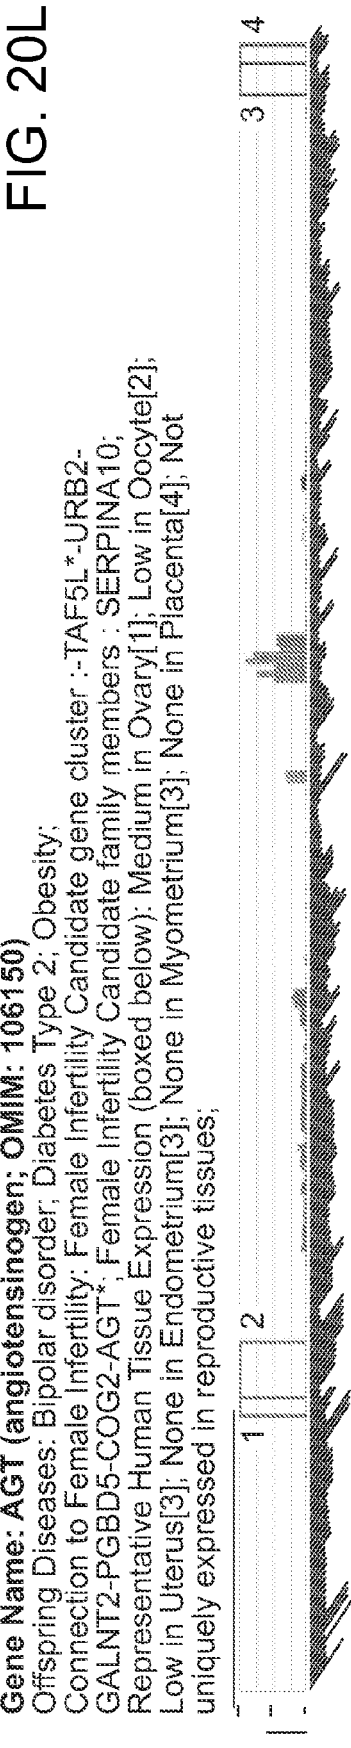 FIG. 20L
Gene Name: AGT (angiotensinogen; OMIM: 106150)
Offspring Diseases: Bipolar disorder; Diabetes Type 2; Obesity;
Connection to Female Infertility: Female Infertility Candidate gene cluster :-TAF5L*-URB2-
GALNT2-PGBD5-COG2-AGT*; Female Infertility Candidate family members : SERPINA10;
Representative Human Tissue Expression (boxed below): Medium in Ovary[1]; Low in Oocyte[2];
Low in Uterus[3]; None in Endometrium[3]; None in Myometrium[3]; None in Placenta[4]; Not
uniquely expressed in reproductive tissues;
1 2 3 4